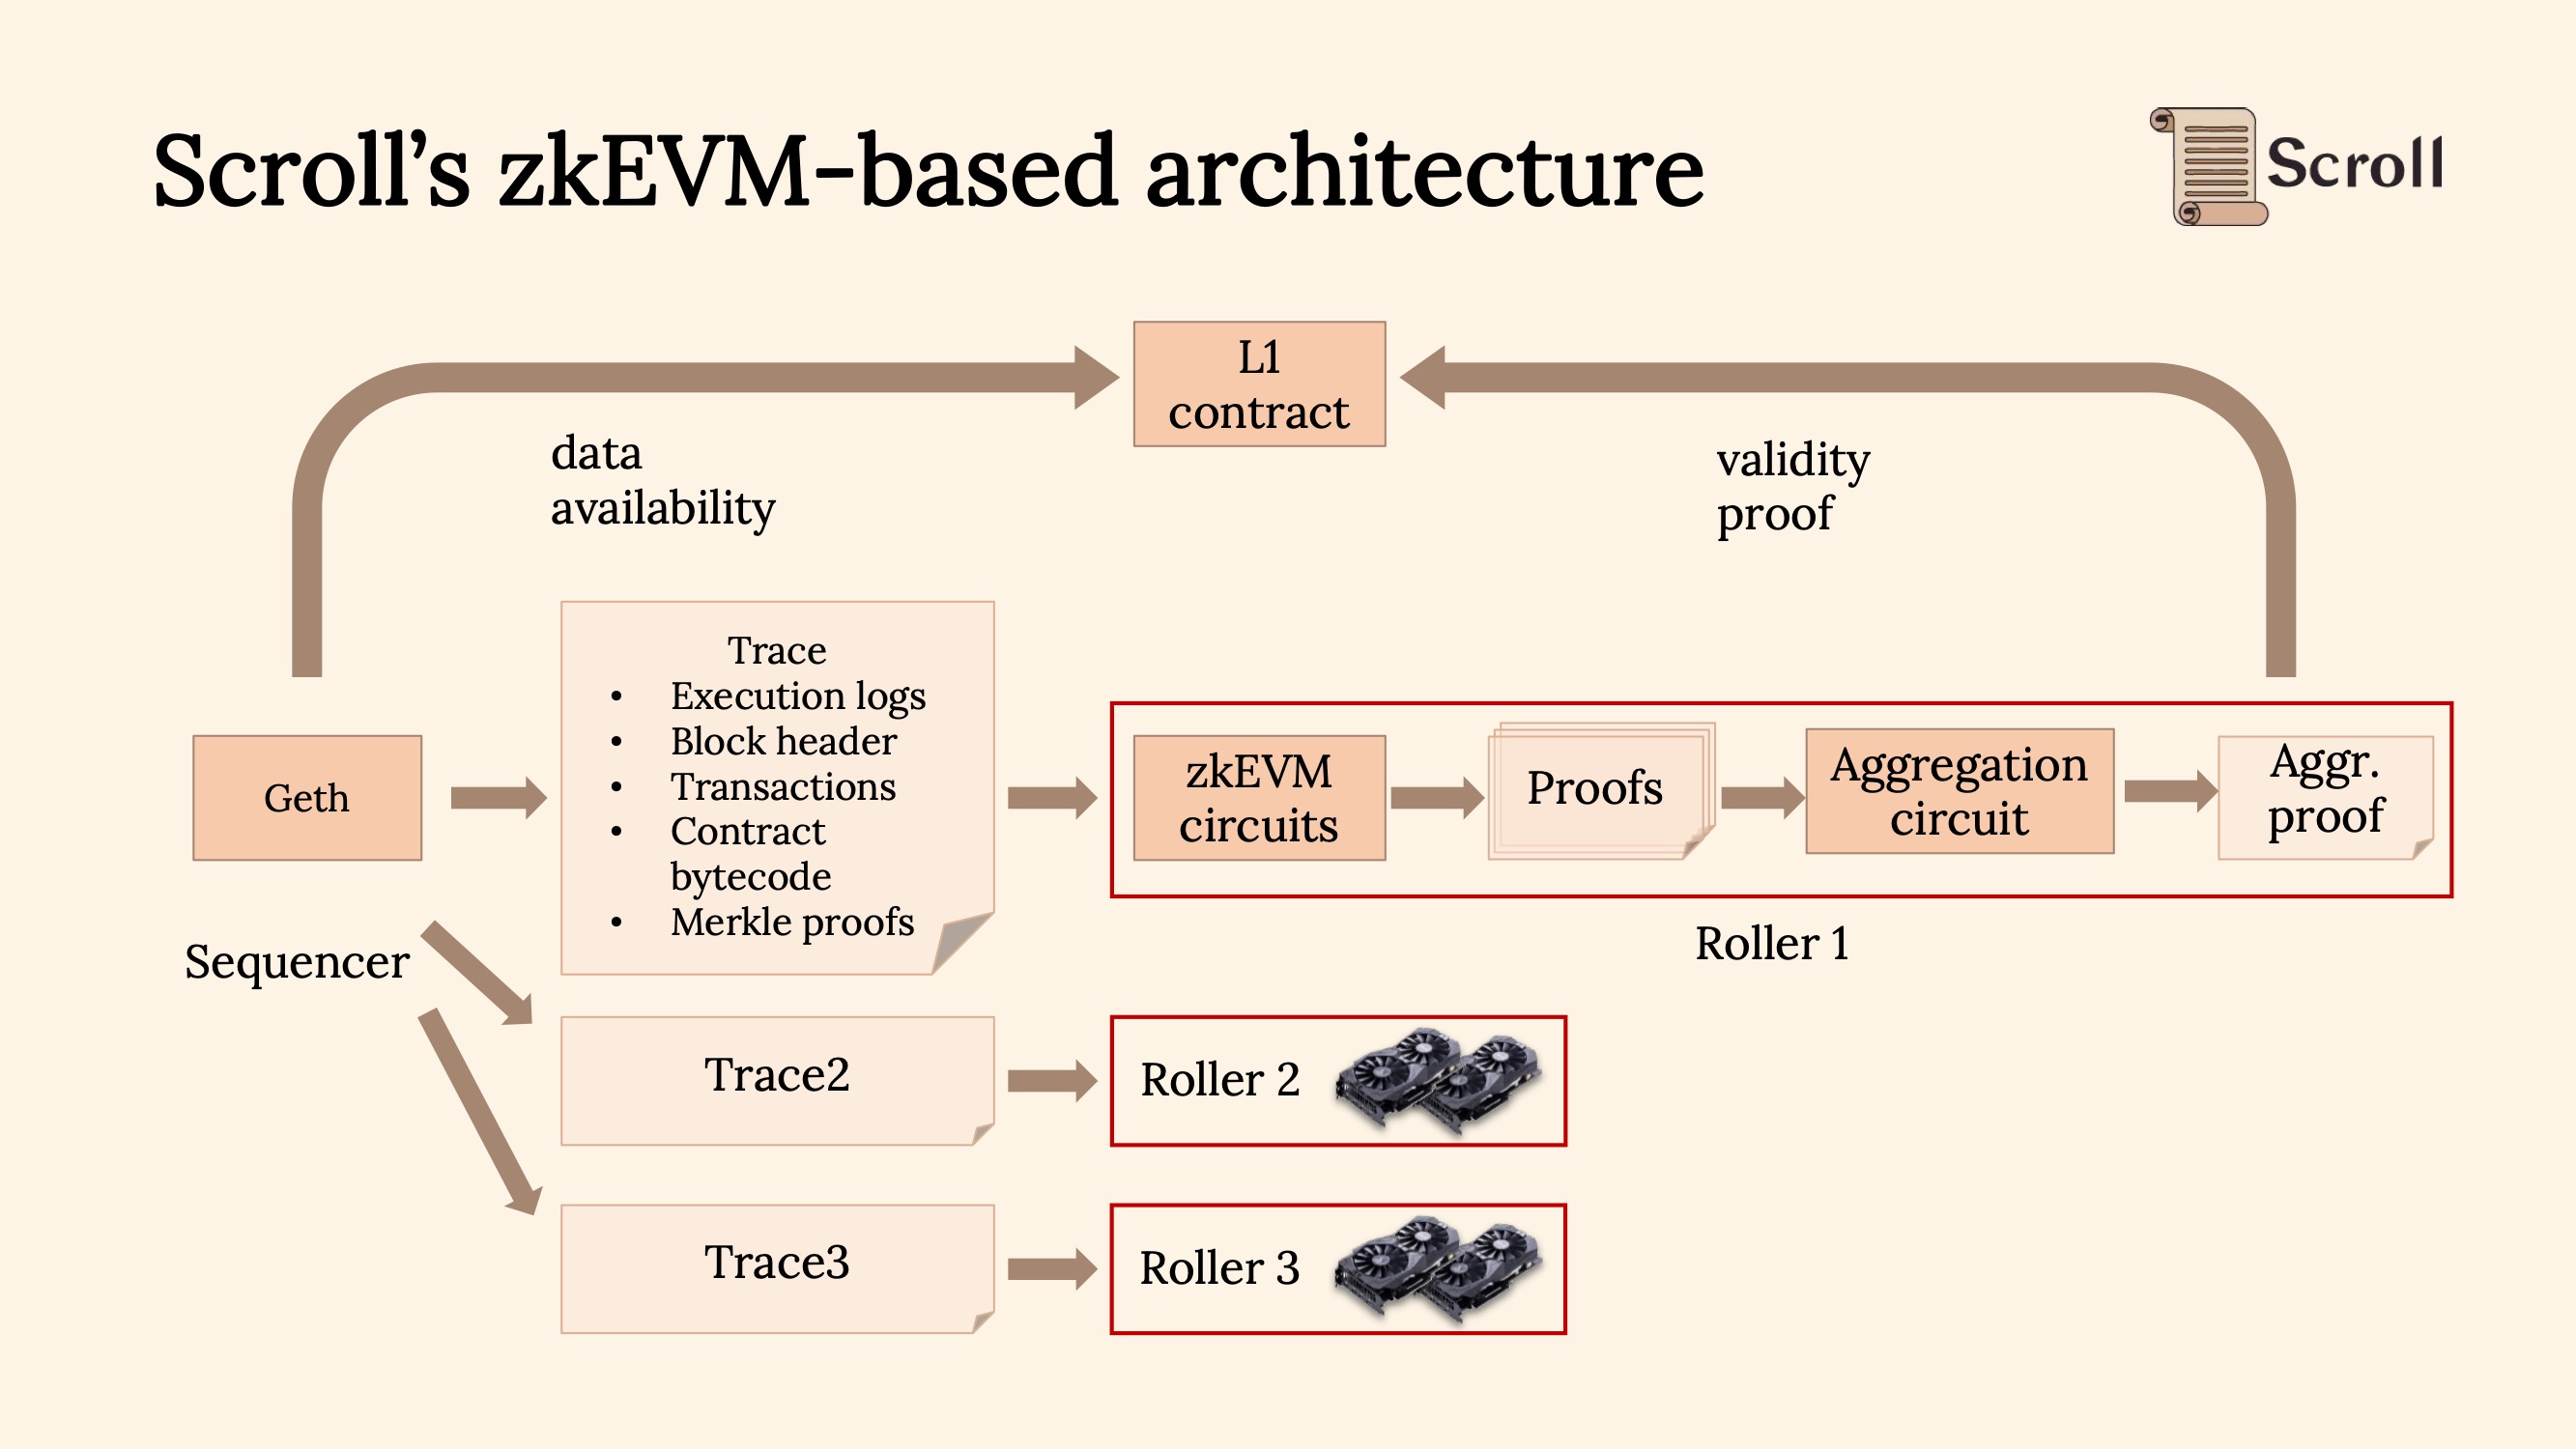 Scroll’s zkEVM-based architecture
Scroll
L1
contract
data
availability
validity
proof
Trace
• Execution logs
• Block header
• Transactions
• Contract
bytecode
• Merkle proofs
Geth
zkEVM
circuits
Proofs
Aggregation
circuit
Aggr.
proof
Sequencer
Roller 1
Trace2
Roller 2
Trace3
Roller 3